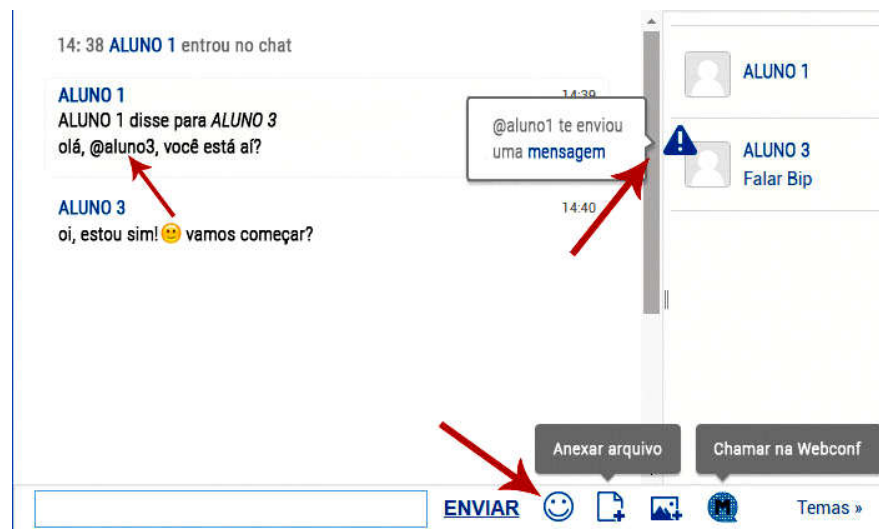 14: 38 ALUNO 1 entrou no chat
ALUNO 1 14:39
ALUNO 1 disse para ALUNO 3
olá, @aluno3, você está aí?
@aluno1 te enviou
uma mensagem
ALUNO 3 14:40
oi, estou sim! 🙂 vamos começar?
ALUNO 1
ALUNO 3
Falar Bip
Anexar arquivo
Chamar na Webconf
ENVIAR
M
Temas »